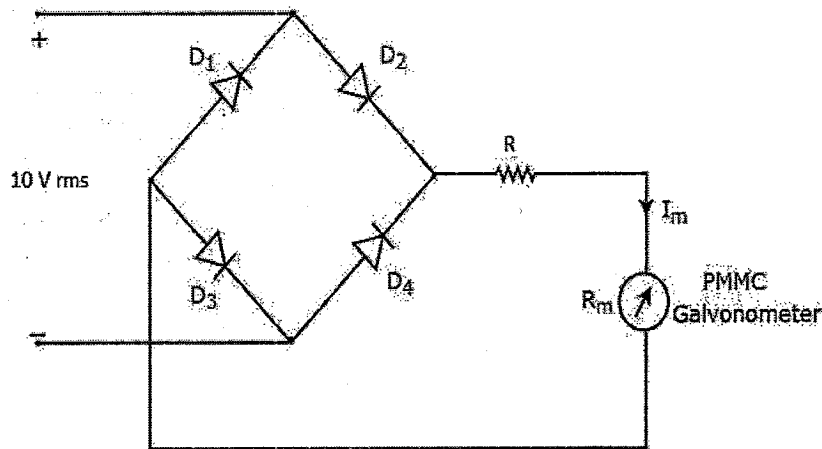 +
D1
D2
10 V rms
R
Im
D3
D4
Rm
PMMC
Galvonometer
−